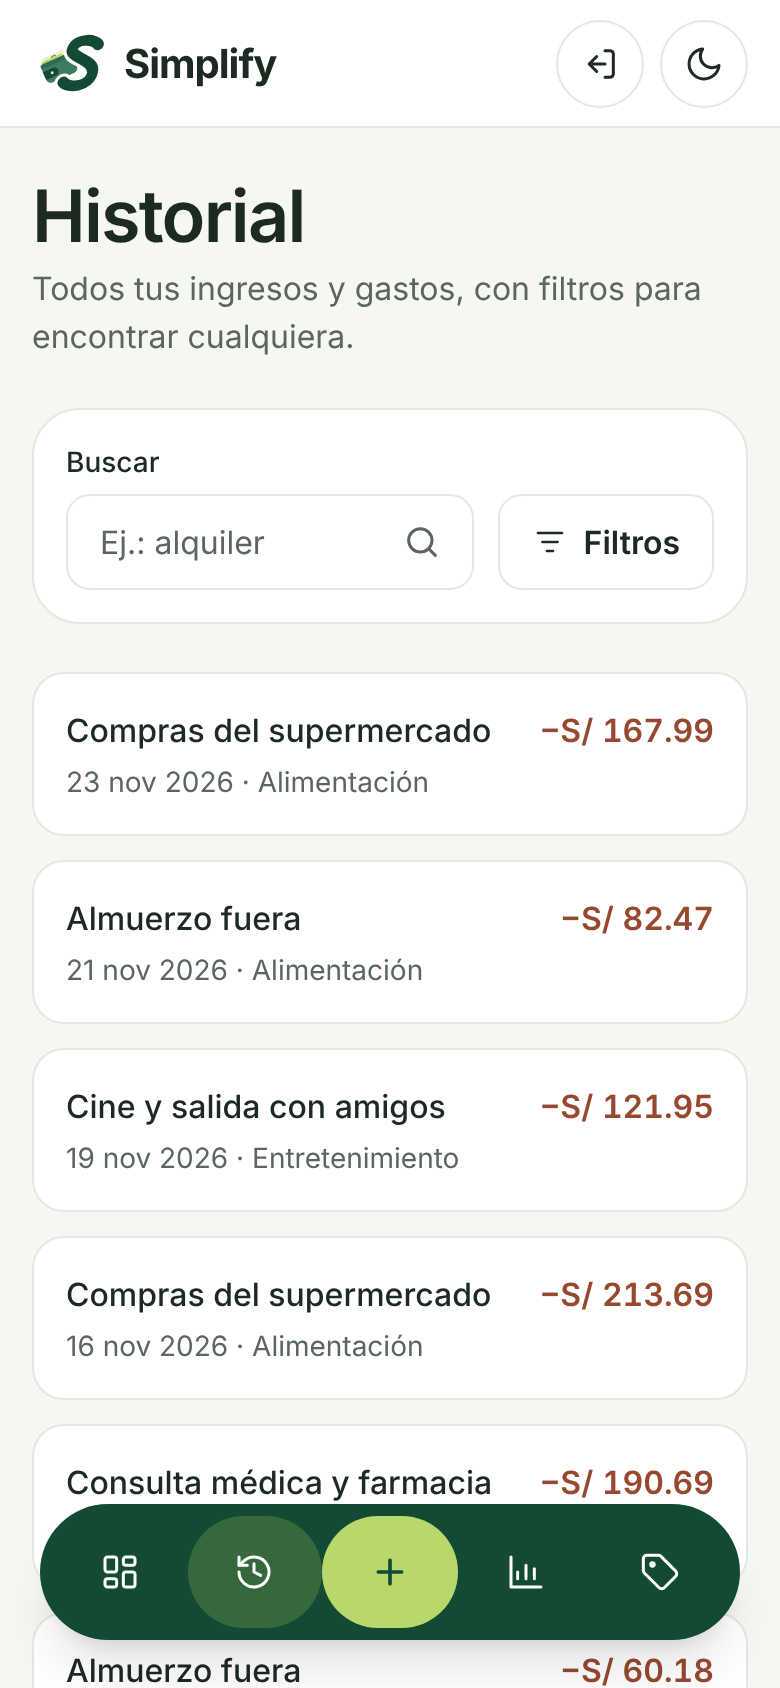 Simplify
Historial
Todos tus ingresos y gastos, con filtros para
encontrar cualquiera.
Buscar
Ej.: alquiler
Filtros
Compras del supermercado −S/ 167.99
23 nov 2026 · Alimentación
Almuerzo fuera −S/ 82.47
21 nov 2026 · Alimentación
Cine y salida con amigos −S/ 121.95
19 nov 2026 · Entretenimiento
Compras del supermercado −S/ 213.69
16 nov 2026 · Alimentación
Consulta médica y farmacia −S/ 190.69
Almuerzo fuera −S/ 60.18